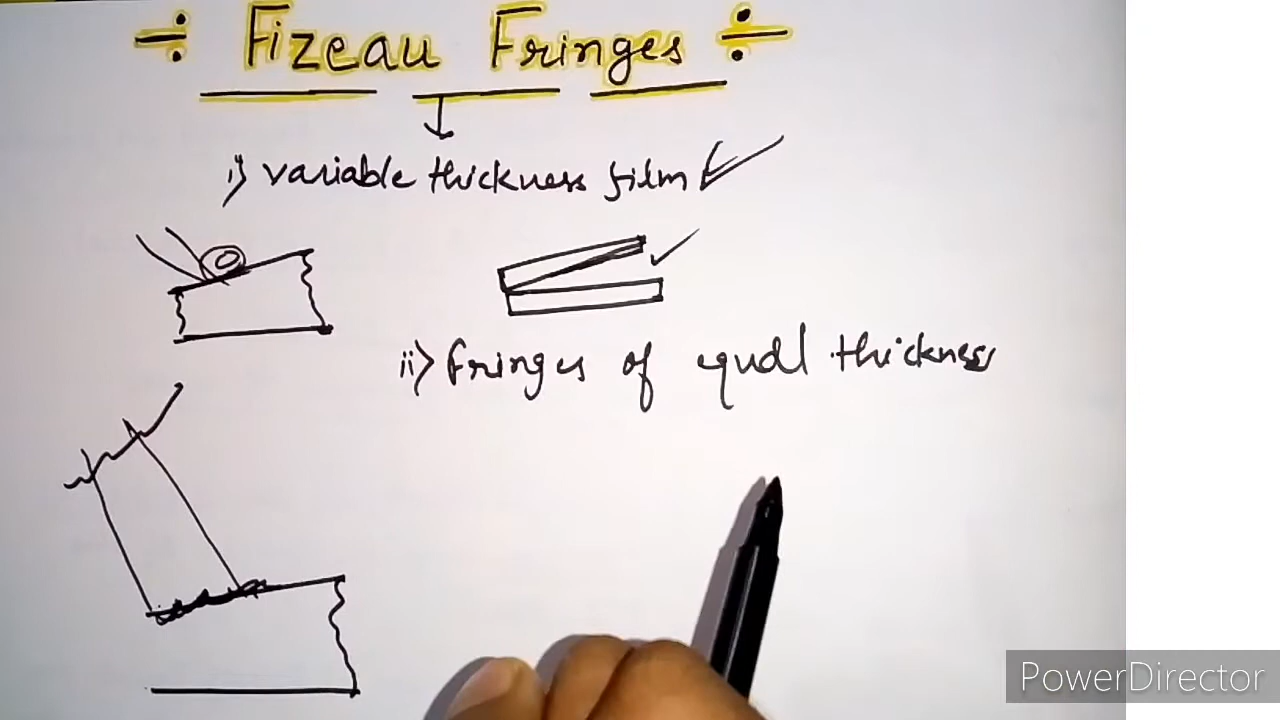 ÷ Fizeau Fringes ÷
i) variable thickness film
ii) Fringes of equal thickness
PowerDirector